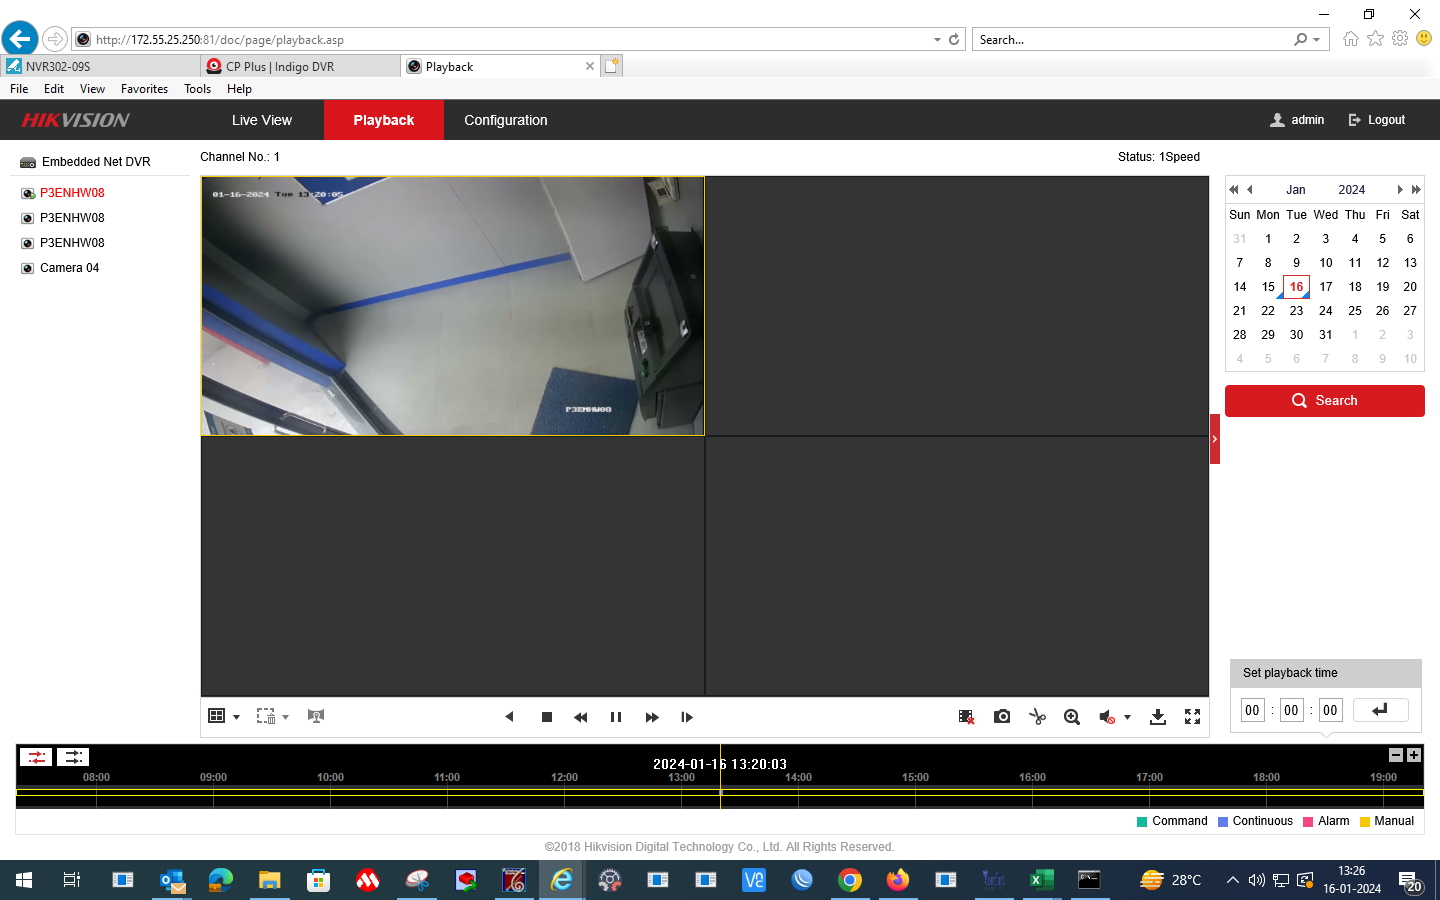 http://172.55.25.250:81/doc/page/playback.asp
Search...
NVR302-09S
CP Plus | Indigo DVR
Playback
File Edit View Favorites Tools Help
HIKVISION
Live View
Playback
Configuration
admin
Logout
Embedded Net DVR
Channel No.: 1
Status: 1Speed
P3ENHW08
P3ENHW08
P3ENHW08
Camera 04
01-16-2024 Tue 13:20:05
P3ENHW08
Jan 2024
Sun Mon Tue Wed Thu Fri Sat
31 1 2 3 4 5 6
7 8 9 10 11 12 13
14 15 16 17 18 19 20
21 22 23 24 25 26 27
28 29 30 31 1 2 3
4 5 6 7 8 9 10
Search
Set playback time
00 : 00 : 00
2024-01-16 13:20:03
08:00 09:00 10:00 11:00 12:00 13:00 14:00 15:00 16:00 17:00 18:00 19:00
Command Continuous Alarm Manual
©2018 Hikvision Digital Technology Co., Ltd. All Rights Reserved.
28°C
13:26
16-01-2024
20